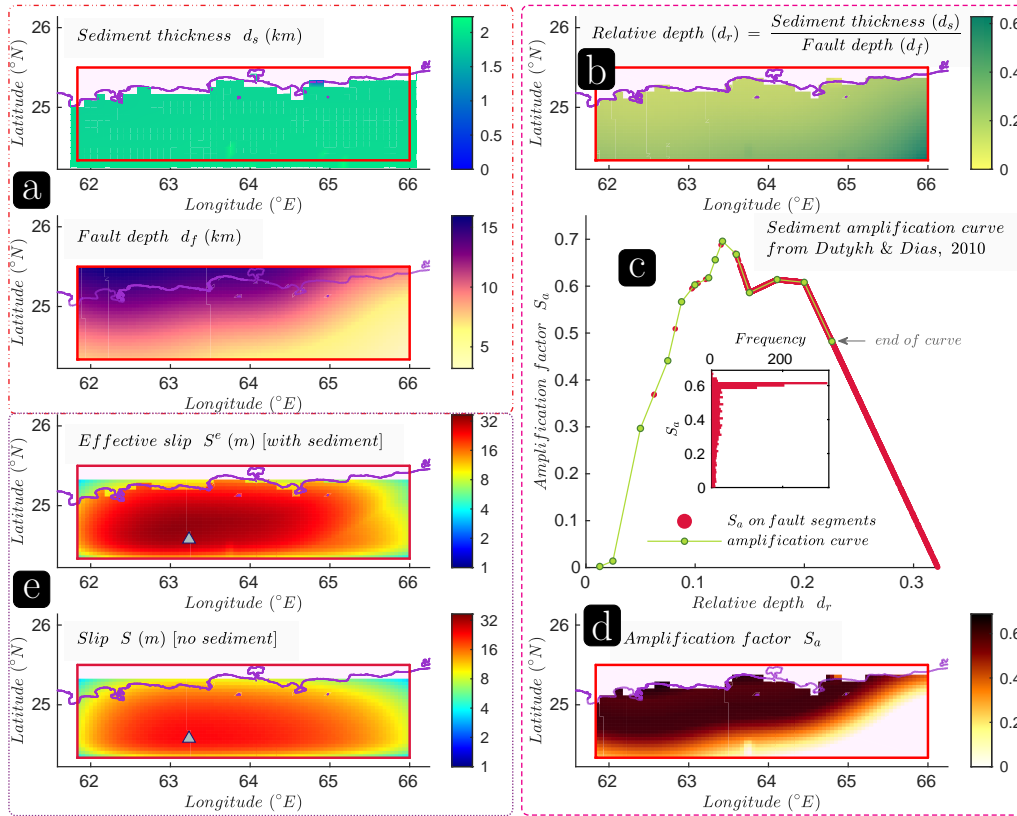 Sediment thickness d_s (km)
26
25
Latitude (°N)
62 63 64 65 66
Longitude (°E)
2
1.5
1
0.5
0
a
Fault depth d_f (km)
26
25
Latitude (°N)
62 63 64 65 66
Longitude (°E)
15
10
5
Effective slip S^e (m) [with sediment]
26
25
Latitude (°N)
62 63 64 65 66
Longitude (°E)
32
16
8
4
2
1
e
Slip S (m) [no sediment]
26
25
Latitude (°N)
62 63 64 65 66
Longitude (°E)
32
16
8
4
2
1
Relative depth (d_r) = Sediment thickness (d_s)
Fault depth (d_f)
b
26
25
Latitude (°N)
62 63 64 65 66
Longitude (°E)
0.6
0.4
0.2
0
Sediment amplification curve
from Dutykh & Dias, 2010
c
0.7
0.6
0.5
0.4
0.3
0.2
0.1
0
Amplification factor S_a
0 0.1 0.2 0.3
Relative depth d_r
end of curve
Frequency
0 200
0.6
0.4
0.2
0
S_a
S_a on fault segments
amplification curve
d
Amplification factor S_a
26
25
Latitude (°N)
62 63 64 65 66
Longitude (°E)
0.6
0.4
0.2
0